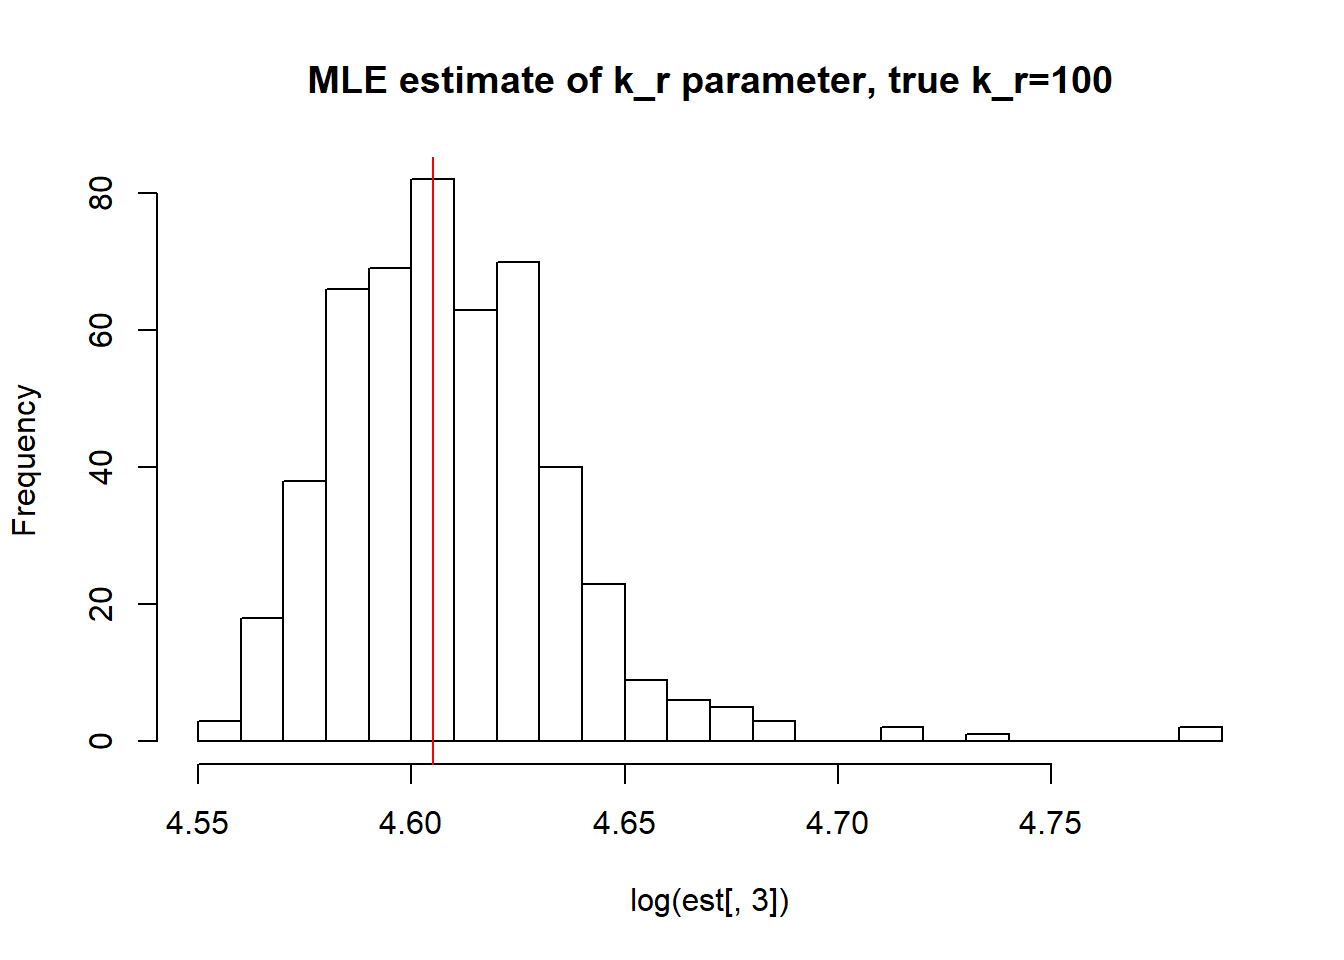 MLE estimate of k_r parameter, true k_r=100
Frequency
80
60
40
20
0
4.55 4.60 4.65 4.70 4.75
log(est[, 3])